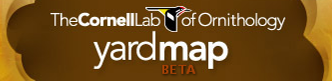 TheCornellLab of Ornithology
yardmap
BETA